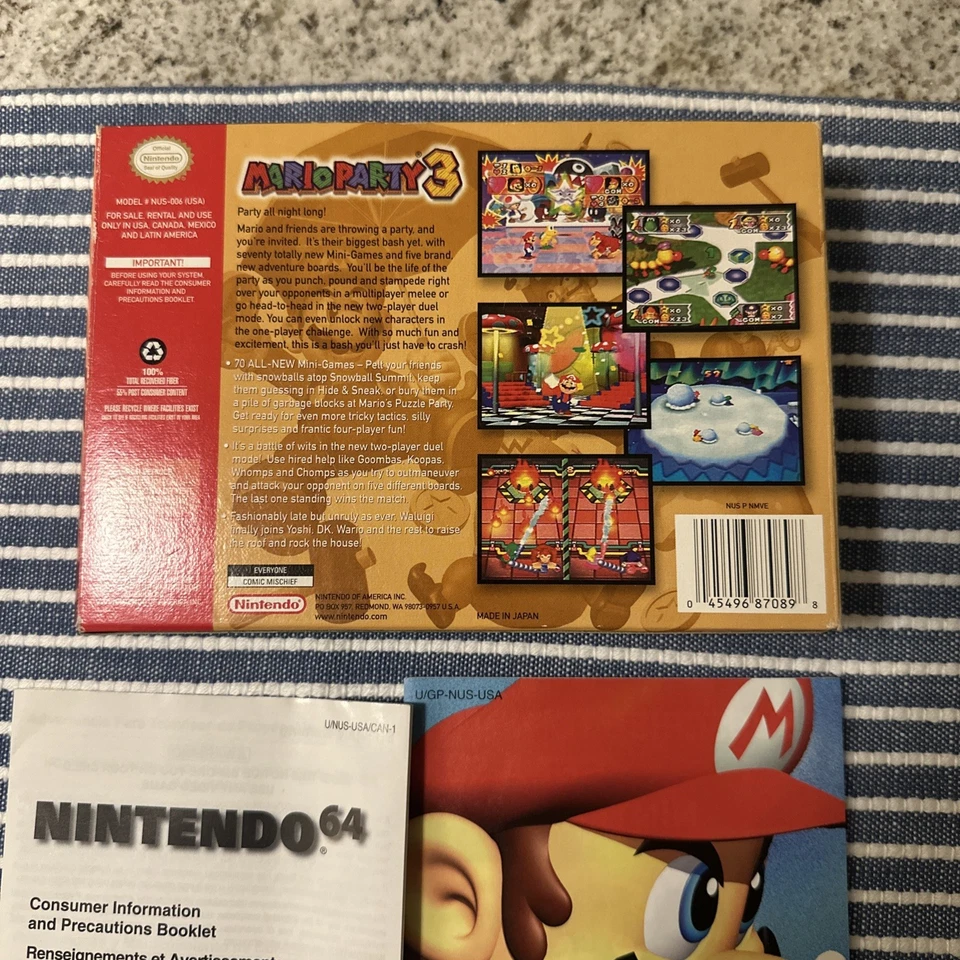 Official
Nintendo
Seal of Quality
MODEL # NUS-006 (USA)
FOR SALE, RENTAL AND USE
ONLY IN USA, CANADA, MEXICO
AND LATIN AMERICA
IMPORTANT!
BEFORE USING YOUR SYSTEM,
CAREFULLY READ THE CONSUMER
INFORMATION AND
PRECAUTIONS BOOKLET.
100%
TOTAL RECOVERED FIBER
55% POST CONSUMER CONTENT
PLEASE RECYCLE WHERE FACILITIES EXIST
MARIO PARTY 3
Party all night long!
Mario and friends are throwing a party, and
you're invited. It's their biggest bash yet, with
seventy totally new Mini-Games and five brand,
new adventure boards. You'll be the life of the
party as you punch, pound and stampede right
over your opponents in a multiplayer melee or
go head-to-head in the new two-player duel
mode. You can even unlock new characters in
the one-player challenge. With so much fun and
excitement, this is a bash you'll just have to crash!
• 70 ALL-NEW Mini-Games – Pelt your friends
with snowballs atop Snowball Summit, keep
them guessing in Hide & Sneak, or bury them in
a pile of garbage blocks at Mario's Puzzle Party.
Get ready for even more tricky tactics, silly
surprises and frantic four-player fun!
• It's a battle of wits in the new two-player duel
mode! Use hired help like Goombas, Koopas,
Whomps and Chomps as you try to outmaneuver
and attack your opponent on five different boards.
The last one standing wins the match.
• Fashionably late but unruly as ever, Waluigi
finally joins Yoshi, DK, Wario and the rest to raise
the roof and rock the house!
EVERYONE
COMIC MISCHIEF
Nintendo
NINTENDO OF AMERICA INC.
PO BOX 957, REDMOND, WA 98073-0957 U.S.A.
www.nintendo.com
MADE IN JAPAN
NUS P NMVE
0 45496 87089 8
U/NUS-USA/CAN-1
NINTENDO 64
®
Consumer Information
and Precautions Booklet
U/GP-NUS-USA
M